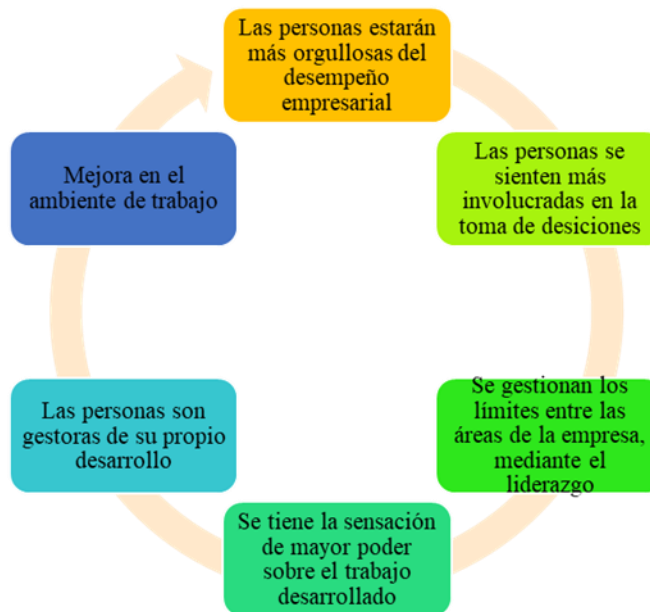 Las personas estarán
más orgullosas del
desempeño
empresarial
Las personas se
sienten más
involucradas en la
toma de desiciones
Se gestionan los
límites entre las
áreas de la empresa,
mediante el
liderazgo
Se tiene la sensación
de mayor poder
sobre el trabajo
desarrollado
Las personas son
gestoras de su propio
desarrollo
Mejora en el
ambiente de trabajo